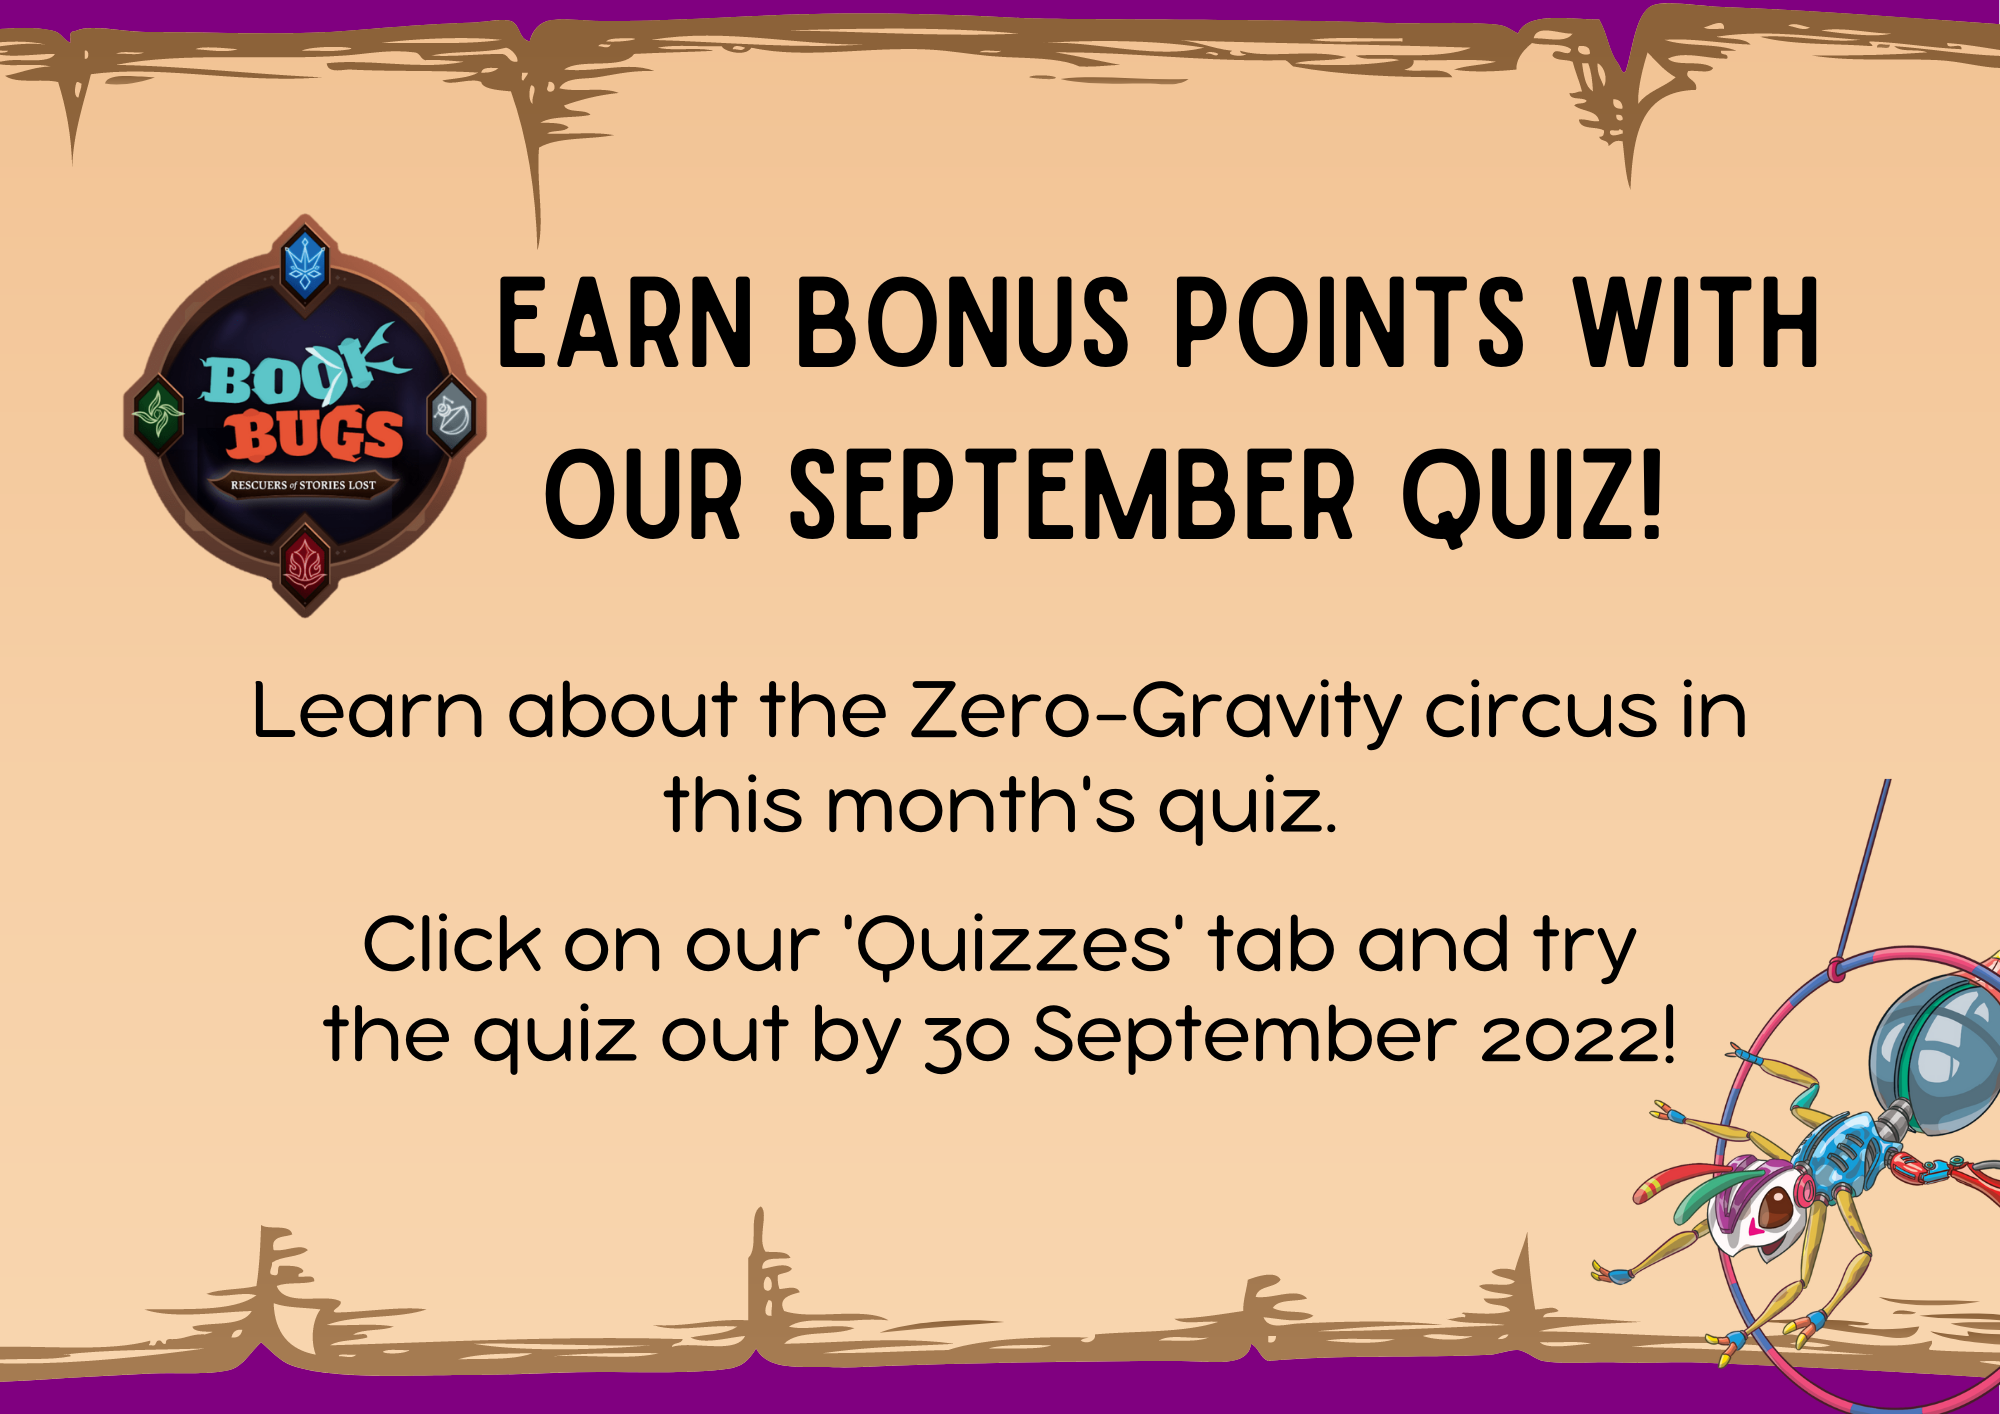 BOOK
BUGS
RESCUERS of STORIES LOST
EARN BONUS POINTS WITH
OUR SEPTEMBER QUIZ!
Learn about the Zero-Gravity circus in
this month's quiz.
Click on our 'Quizzes' tab and try
the quiz out by 30 September 2022!